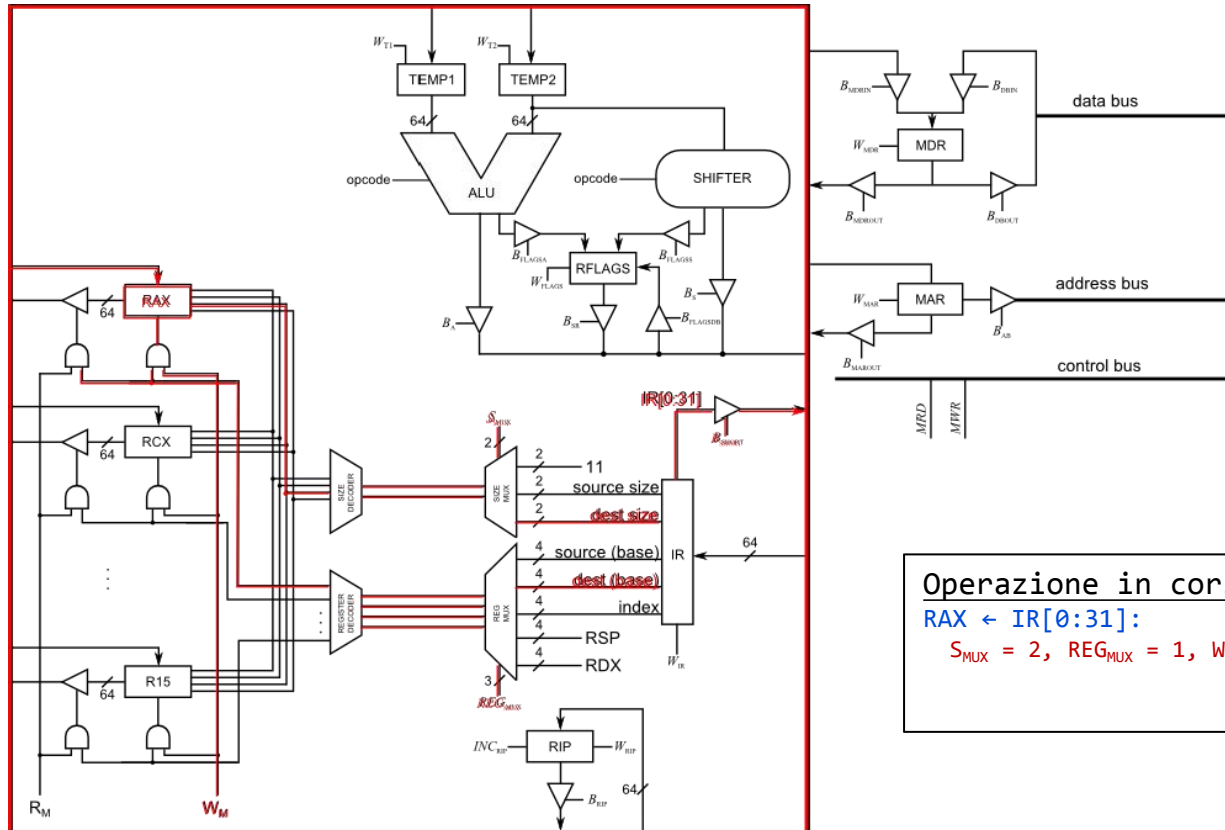 W_T1
W_T2
TEMP1
TEMP2
64
64
opcode
ALU
opcode
SHIFTER
B_FLAGSA
B_FLAGSS
RFLAGS
W_FLAGS
B_A
B_SR
B_FLAGSDB
B_S
B_MDRIN
B_DBIN
data bus
W_MDR
MDR
B_MDROUT
B_DBOUT
W_MAR
MAR
address bus
B_AB
B_MAROUT
control bus
MRD
MWR
RAX
64
RCX
64
R15
64
R_M
W_M
SIZE DECODER
REGISTER DECODER
S_MUX
2
SIZE MUX
2
11
2
source size
2
dest size
IR[0:31]
IR
64
W_IR
REG MUX
4
source (base)
4
dest (base)
4
index
4
RSP
4
RDX
3
REG_MUX
INC_RIP
RIP
W_RIP
B_RIP
64
Operazione in cor
RAX ← IR[0:31]:
S_MUX = 2, REG_MUX = 1, W